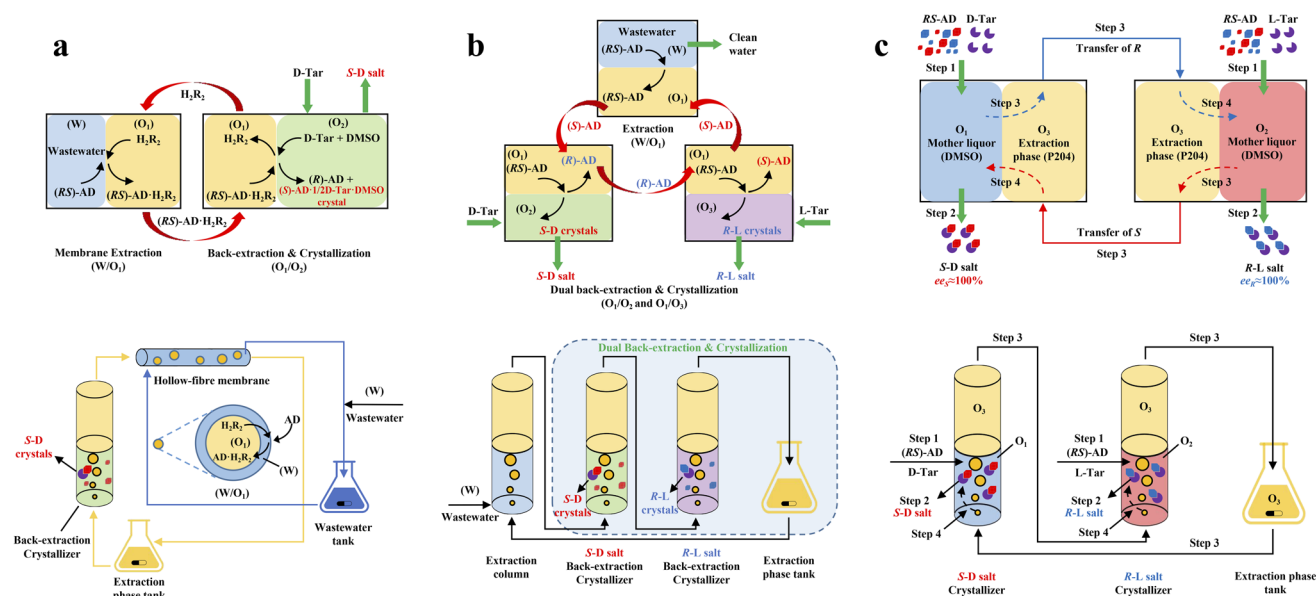 a
H2R2
D-Tar
S-D salt
(W)
Wastewater
(RS)-AD
(O1)
H2R2
(RS)-AD·H2R2
(O1)
H2R2
(RS)-AD·H2R2
(O2)
D-Tar + DMSO
(R)-AD +
(S)-AD·1/2D-Tar·DMSO
crystal
(RS)-AD·H2R2
Membrane Extraction
(W/O1)
Back-extraction & Crystallization
(O1/O2)
Hollow-fibre membrane
S-D
crystals
H2R2
(O1)
AD·H2R2
AD
(W)
(W/O1)
(W)
Wastewater
Wastewater
tank
Back-extraction
Crystallizer
Extraction
phase tank
b
Wastewater
(RS)-AD
(W)
Clean
water
(RS)-AD
(O1)
Extraction
(W/O1)
(S)-AD
(S)-AD
(O1)
(RS)-AD
(R)-AD
(R)-AD
(O1)
(RS)-AD
(S)-AD
D-Tar
(O2)
S-D crystals
(O3)
R-L crystals
L-Tar
S-D salt
R-L salt
Dual back-extraction & Crystallization
(O1/O2 and O1/O3)
Dual Back-extraction & Crystallization
(W)
Wastewater
S-D
crystals
R-L
crystals
Extraction
column
S-D salt
Back-extraction
Crystallizer
R-L salt
Back-extraction
Crystallizer
Extraction
phase tank
c
RS-AD
D-Tar
Step 3
Transfer of R
RS-AD
L-Tar
Step 1
Step 1
Step 3
Step 4
O1
Mother liquor
(DMSO)
O3
Extraction
phase (P204)
O3
Extraction
phase (P204)
O2
Mother liquor
(DMSO)
Step 4
Step 3
Step 2
Step 2
Transfer of S
Step 3
S-D salt
eeS≈100%
R-L salt
eeR≈100%
Step 3
Step 3
O3
O3
Step 1
(RS)-AD
D-Tar
Step 2
S-D salt
Step 4
O1
Step 1
(RS)-AD
L-Tar
Step 2
R-L salt
Step 4
O2
O3
Step 3
S-D salt
Crystallizer
R-L salt
Crystallizer
Extraction phase
tank